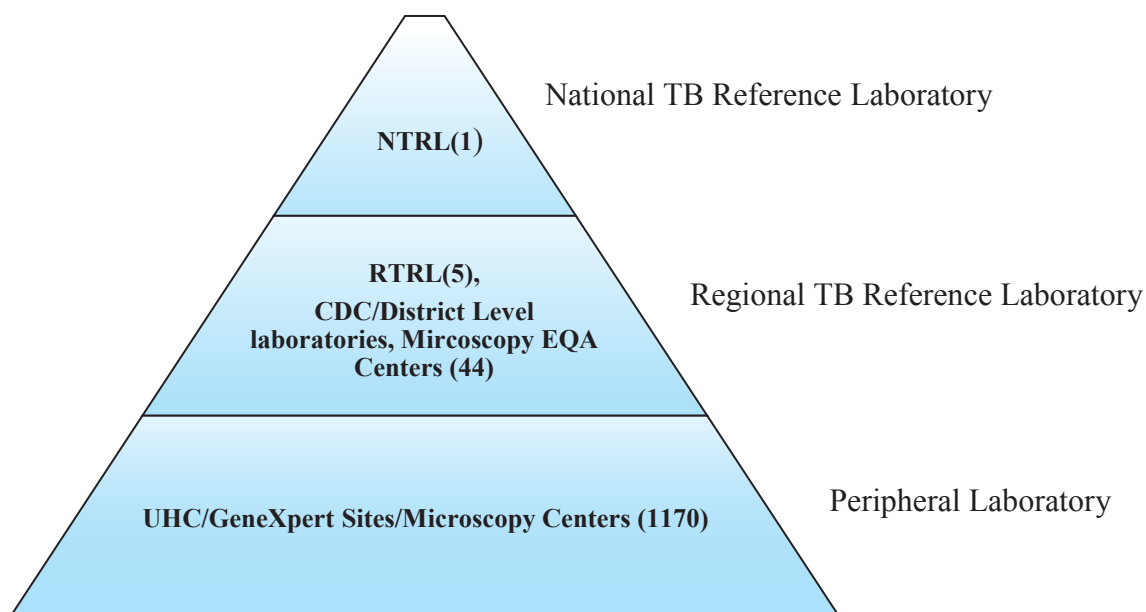 National TB Reference Laboratory
NTRL(1)
RTRL(5),
CDC/District Level
laboratories, Mircoscopy EQA
Centers (44)
Regional TB Reference Laboratory
UHC/GeneXpert Sites/Microscopy Centers (1170)
Peripheral Laboratory